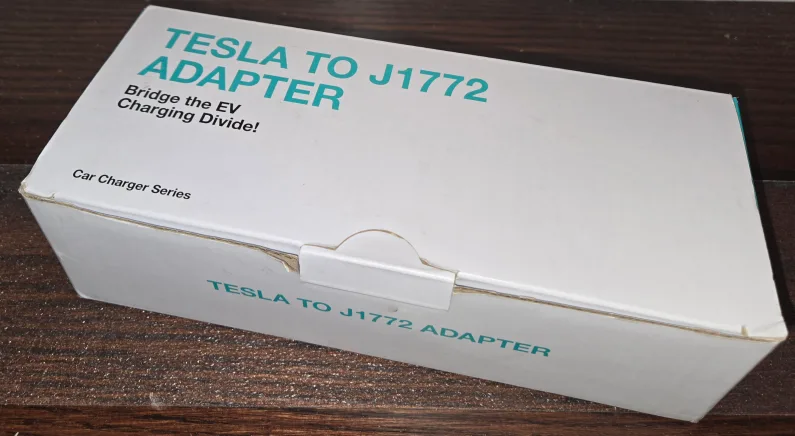 TESLA TO J1772
ADAPTER
Bridge the EV
Charging Divide!
Car Charger Series
TESLA TO J1772 ADAPTER